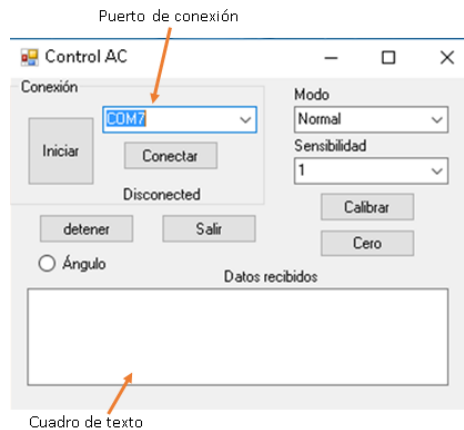 Puerto de conexión
Control AC
Conexión
COM7
Iniciar
Conectar
Disconected
Modo
Normal
Sensibilidad
1
Calibrar
Cero
detener
Salir
Ángulo
Datos recibidos
Cuadro de texto